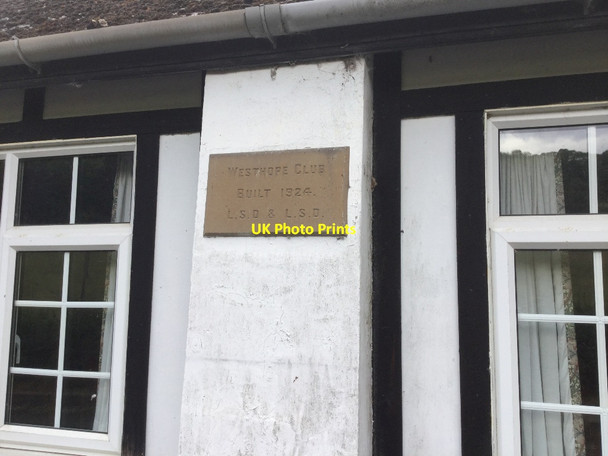 WESTHOPE CLUB
BUILT 1924.
L.S.D & L.S.D.
UK Photo Prints